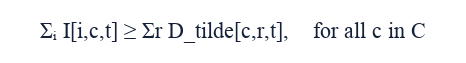 Σᵢ I[i,c,t] ≥ Σr D_tilde[c,r,t], for all c in C